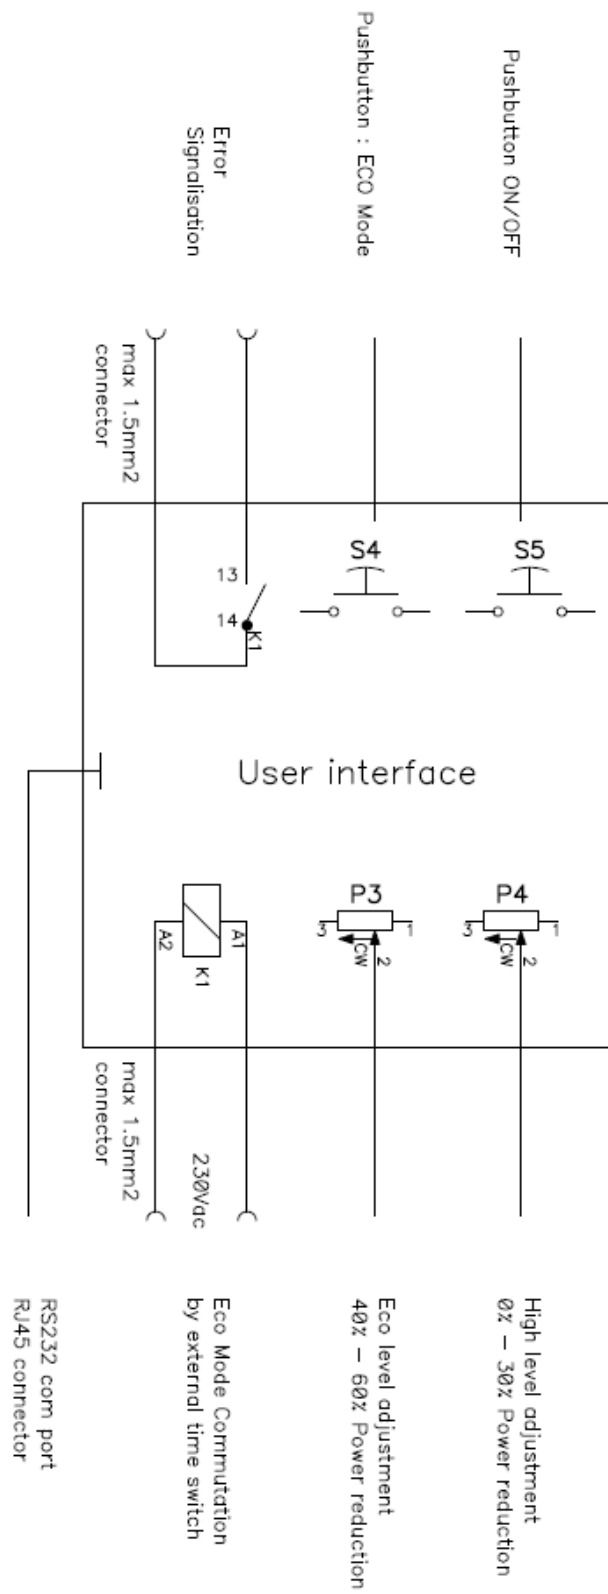 Pushbutton ON/OFF
Pushbutton : ECO Mode
Error
Signalisation
max 1.5mm2
connector
S4
S5
13
14
K1
User interface
P3
P4
3
1
CW
2
3
1
CW
2
A2
A1
K1
max 1.5mm2
connector
230Vac
High level adjustment
0% – 30% Power reduction
Eco level adjustment
40% – 60% Power reduction
Eco Mode Commutation
by external time switch
RS232 com port
RJ45 connector